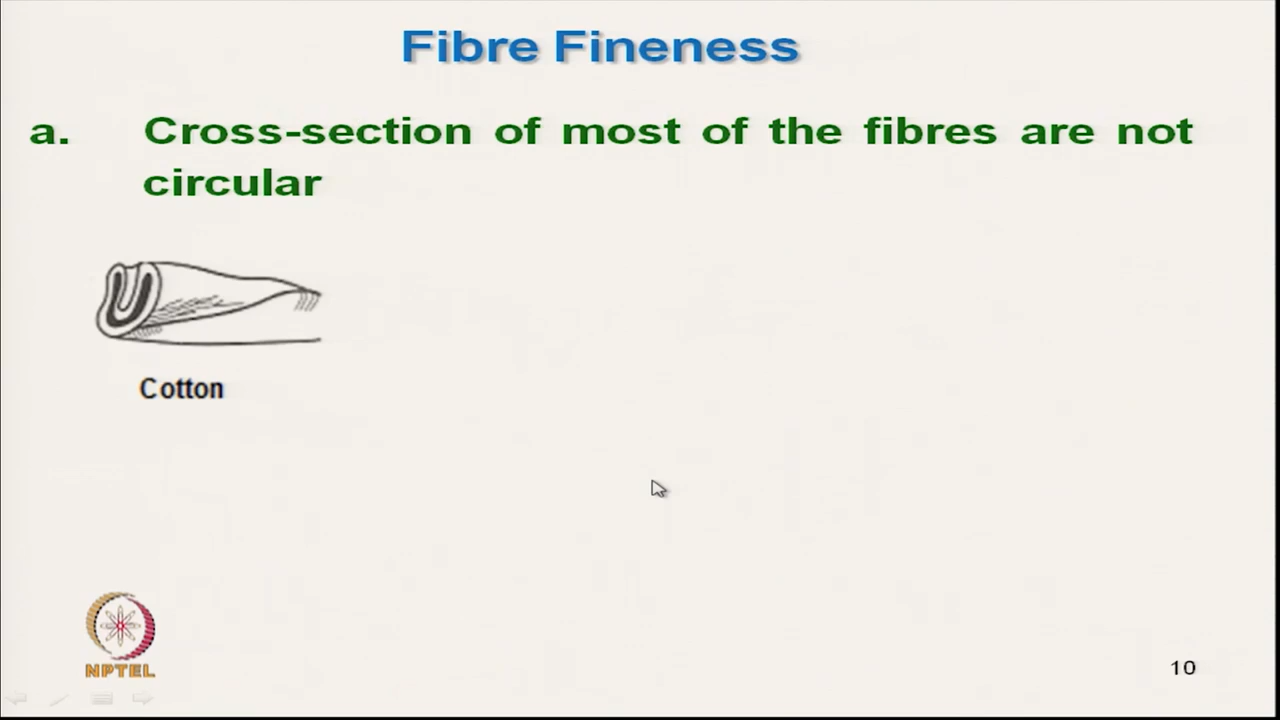 Fibre Fineness
a. Cross-section of most of the fibres are not
circular
Cotton
NPTEL
10